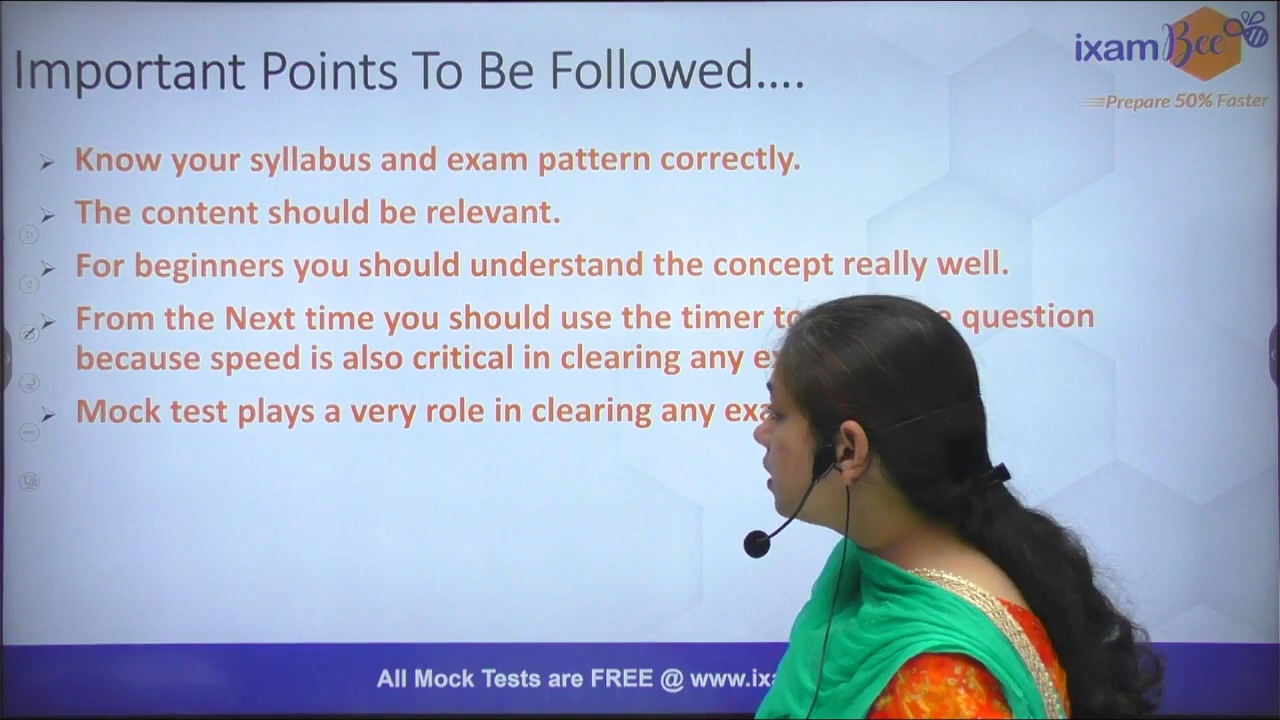 Important Points To Be Followed....
ixamBee
Prepare 50% Faster
Know your syllabus and exam pattern correctly.
The content should be relevant.
For beginners you should understand the concept really well.
From the Next time you should use the timer question
because speed is also critical in clearing any
Mock test plays a very role in clearing any
All Mock Tests are FREE @